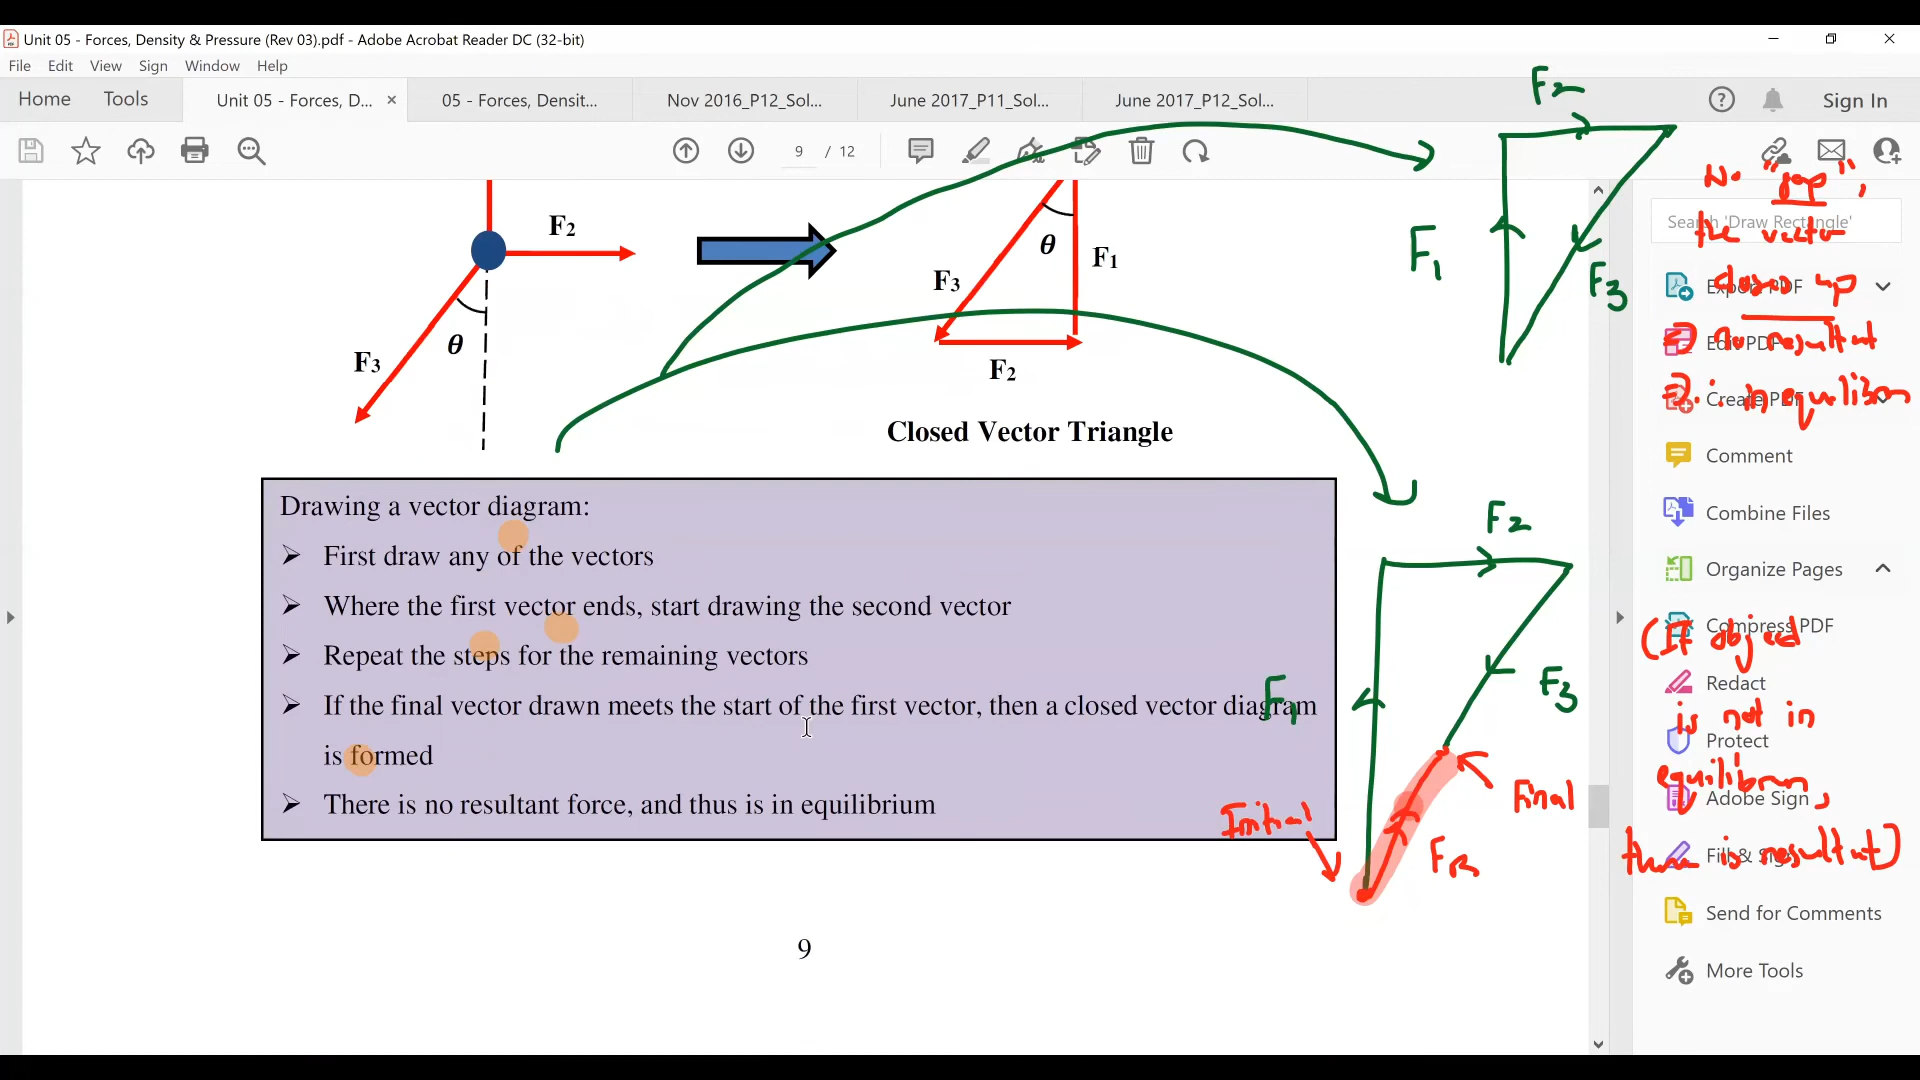 Unit 05 - Forces, Density & Pressure (Rev 03).pdf - Adobe Acrobat Reader DC (32-bit)
File Edit View Sign Window Help
Home Tools Unit 05 - Forces, D... × 05 - Forces, Densit... Nov 2016_P12_Sol... June 2017_P11_Sol... June 2017_P12_Sol... Sign In
9 / 12
F2
F1
F3
No "gap",
the vector
closes up
⇒ no resultant
⇒ ∴ in equilibrium
F2
F3
θ
θ
F3
F1
F2
Closed Vector Triangle
Drawing a vector diagram:
➢ First draw any of the vectors
➢ Where the first vector ends, start drawing the second vector
➢ Repeat the steps for the remaining vectors
➢ If the final vector drawn meets the start of the first vector, then a closed vector diagram
is formed
➢ There is no resultant force, and thus is in equilibrium
9
F2
F1
F3
Initial
Final
FR
(If object
is not in
equilibrium,
there is resultant)
Search 'Draw Rectangle'
Export PDF
Edit PDF
Create PDF
Comment
Combine Files
Organize Pages
Compress PDF
Redact
Protect
Adobe Sign
Fill & Sign
Send for Comments
More Tools